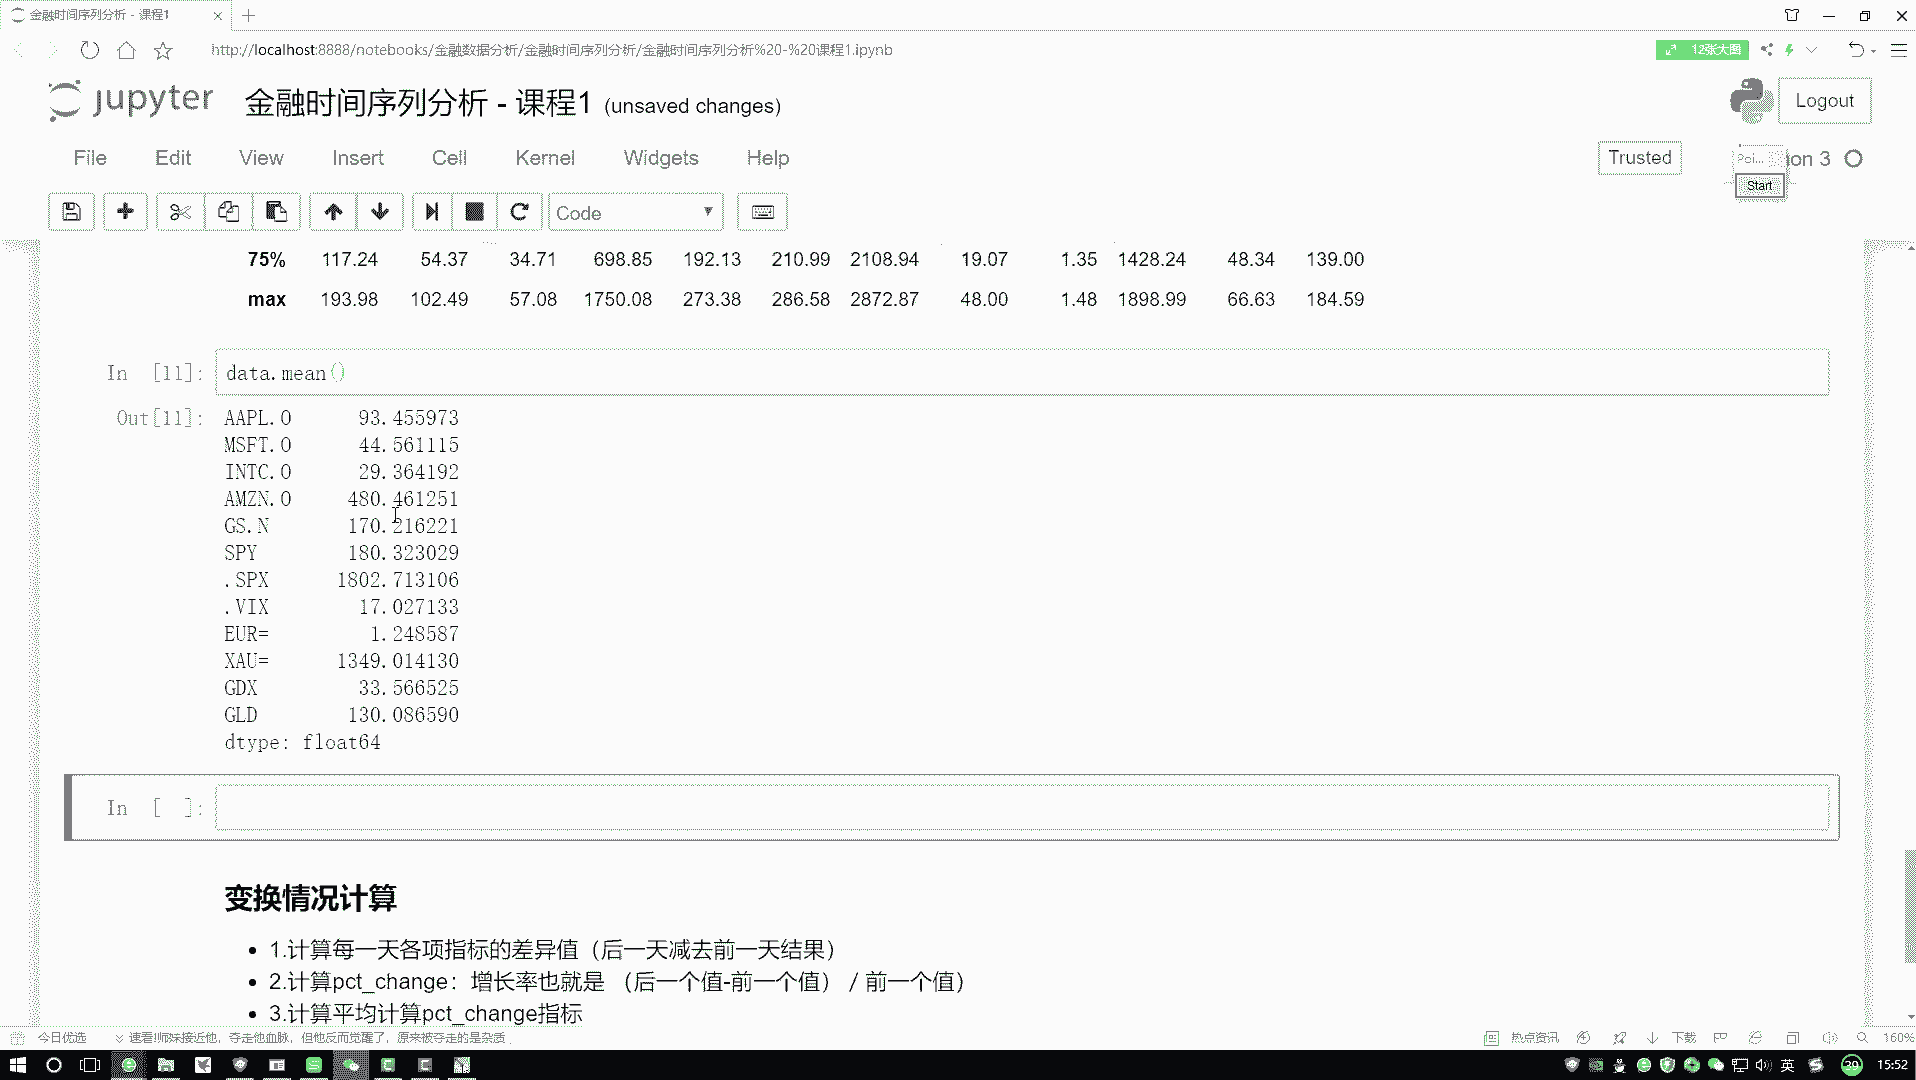 金融时间序列分析 - 课程1
http://localhost:8888/notebooks/金融数据分析/金融时间序列分析/金融时间序列分析%20-%20课程1.ipynb
12张大图
jupyter 金融时间序列分析 - 课程1 (unsaved changes)
Logout
File Edit View Insert Cell Kernel Widgets Help
Trusted
Poi... on 3
Start
Code
75% 117.24 54.37 34.71 698.85 192.13 210.99 2108.94 19.07 1.35 1428.24 48.34 139.00
max 193.98 102.49 57.08 1750.08 273.38 286.58 2872.87 48.00 1.48 1898.99 66.63 184.59
In [11]: data.mean()
Out[11]: AAPL.O 93.455973
MSFT.O 44.561115
INTC.O 29.364192
AMZN.O 480.461251
GS.N 170.216221
SPY 180.323029
.SPX 1802.713106
.VIX 17.027133
EUR= 1.248587
XAU= 1349.014130
GDX 33.566525
GLD 130.086590
dtype: float64
In [ ]:
变换情况计算
• 1.计算每一天各项指标的差异值（后一天减去前一天结果）
• 2.计算pct_change：增长率也就是 （后一个值-前一个值） / 前一个值）
• 3.计算平均计算pct_change指标
今日优选 速看!师妹接近他，夺走他血脉，但他反而觉醒了，原来被夺走的是杂质
热点资讯 下载 160%
英 29 15:52